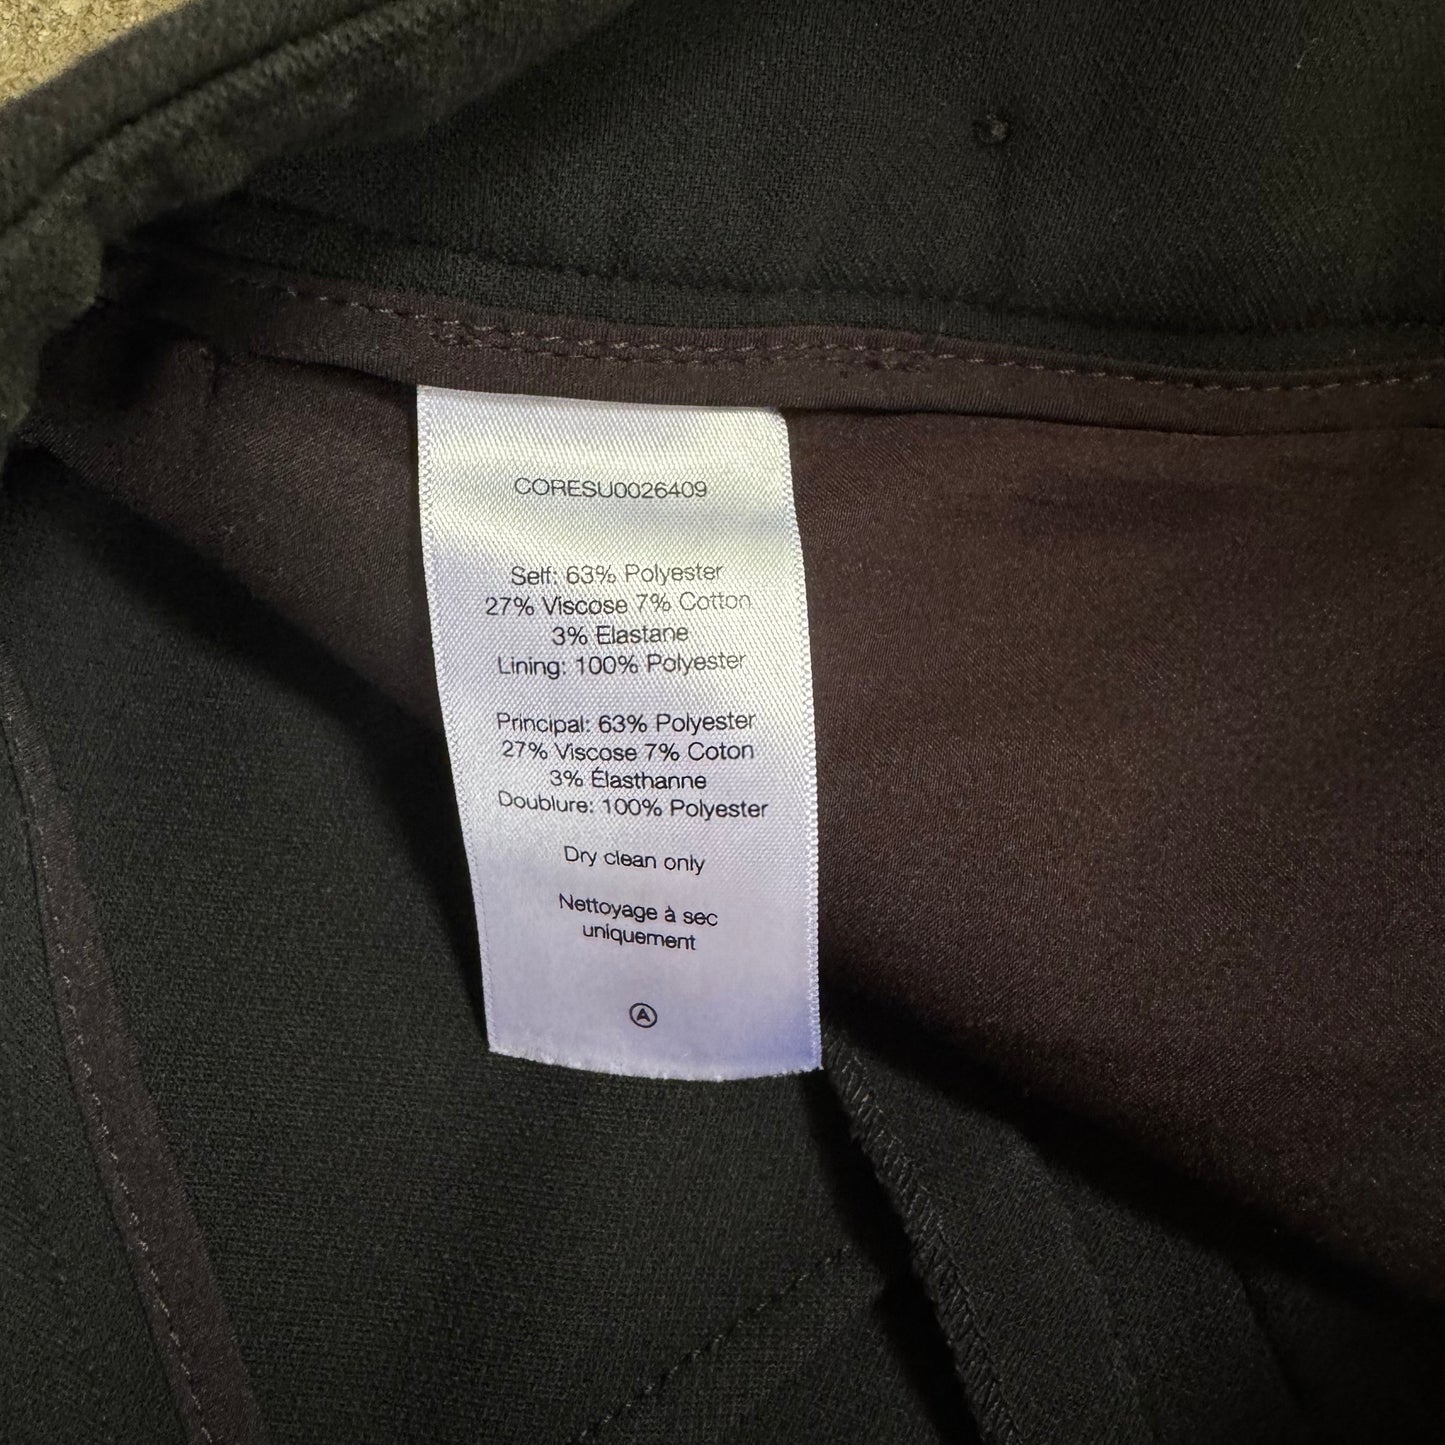 CORESU0026409
Self: 63% Polyester
27% Viscose 7% Cotton
3% Elastane
Lining: 100% Polyester
Principal: 63% Polyester
27% Viscose 7% Coton
3% Élasthanne
Doublure: 100% Polyester
Dry clean only
Nettoyage à sec
uniquement
A